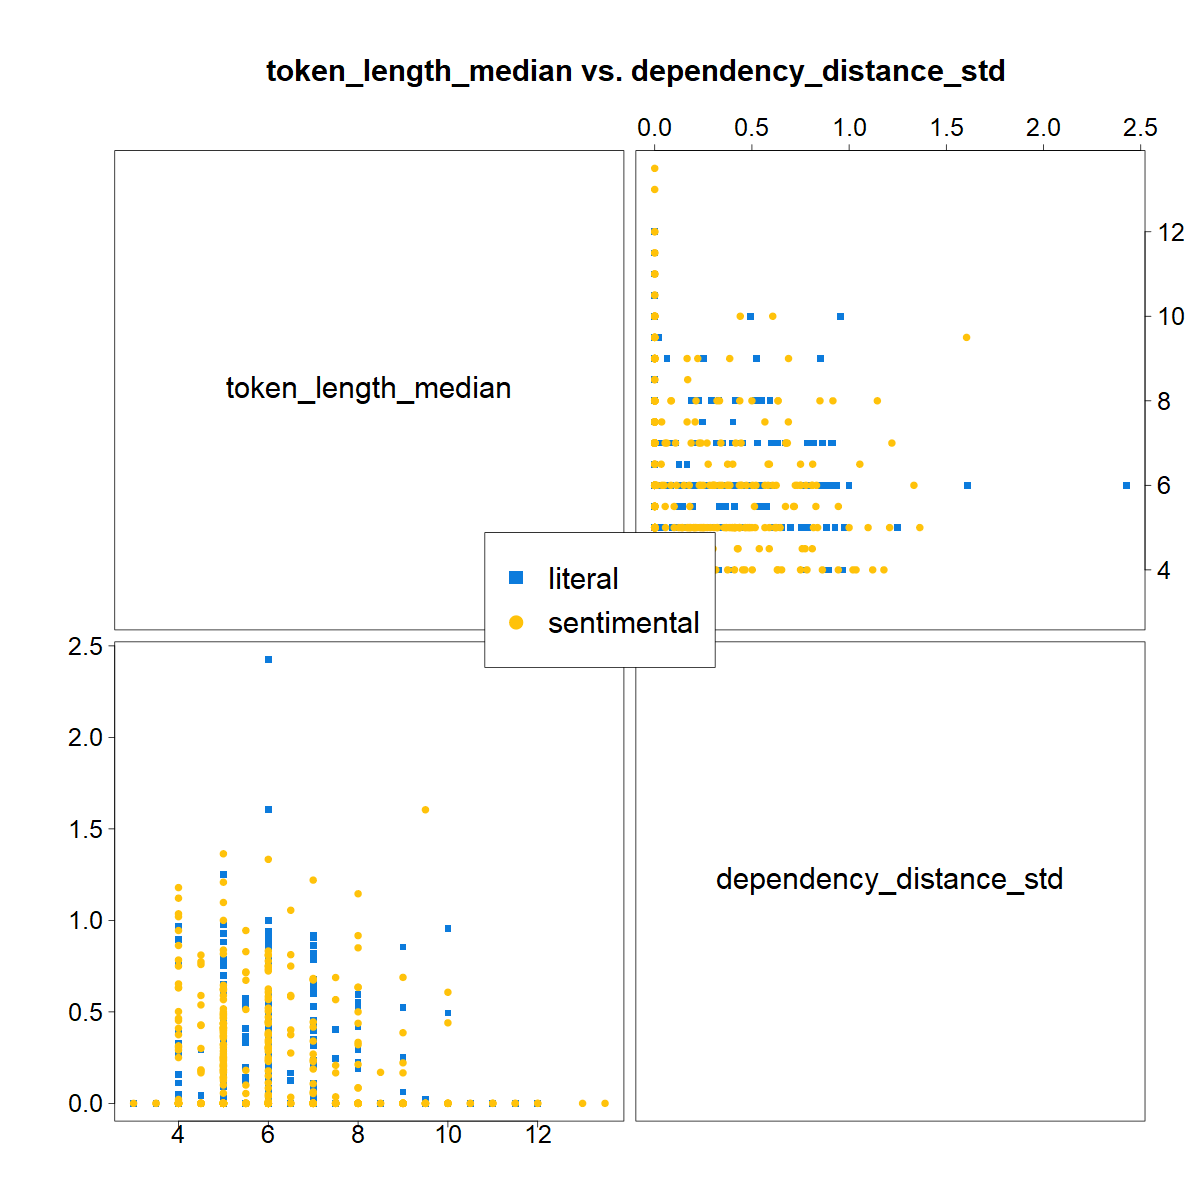 token_length_median vs. dependency_distance_std
0.0 0.5 1.0 1.5 2.0 2.5
token_length_median
12
10
8
6
4
literal
sentimental
2.5
2.0
1.5
1.0
0.5
0.0
dependency_distance_std
4 6 8 10 12